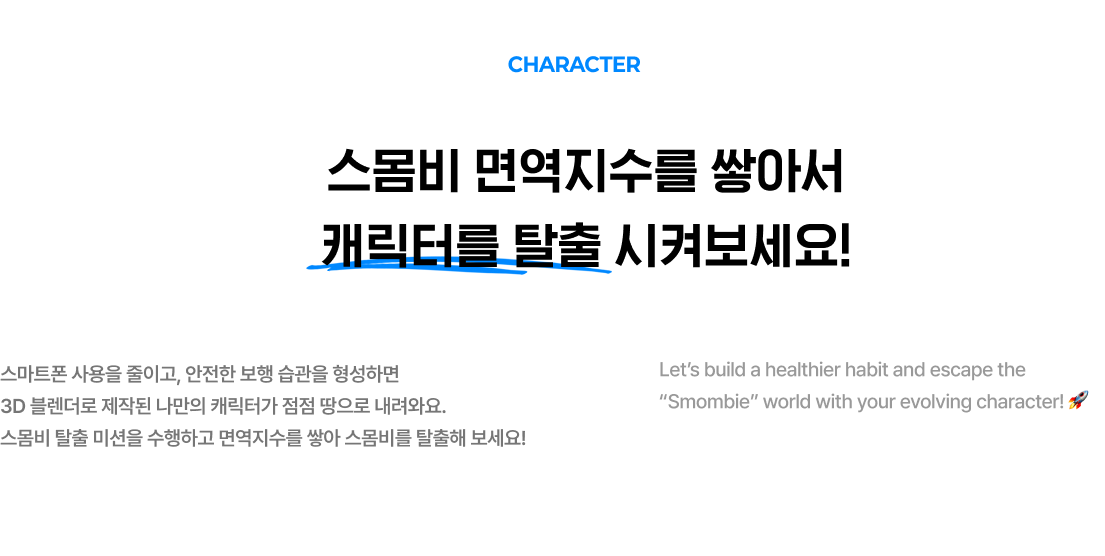 CHARACTER
스몸비 면역지수를 쌓아서
캐릭터를 탈출 시켜보세요!
스마트폰 사용을 줄이고, 안전한 보행 습관을 형성하면
3D 블렌더로 제작된 나만의 캐릭터가 점점 땅으로 내려와요.
스몸비 탈출 미션을 수행하고 면역지수를 쌓아 스몸비를 탈출해 보세요!
Let’s build a healthier habit and escape the
“Smombie” world with your evolving character! 🚀